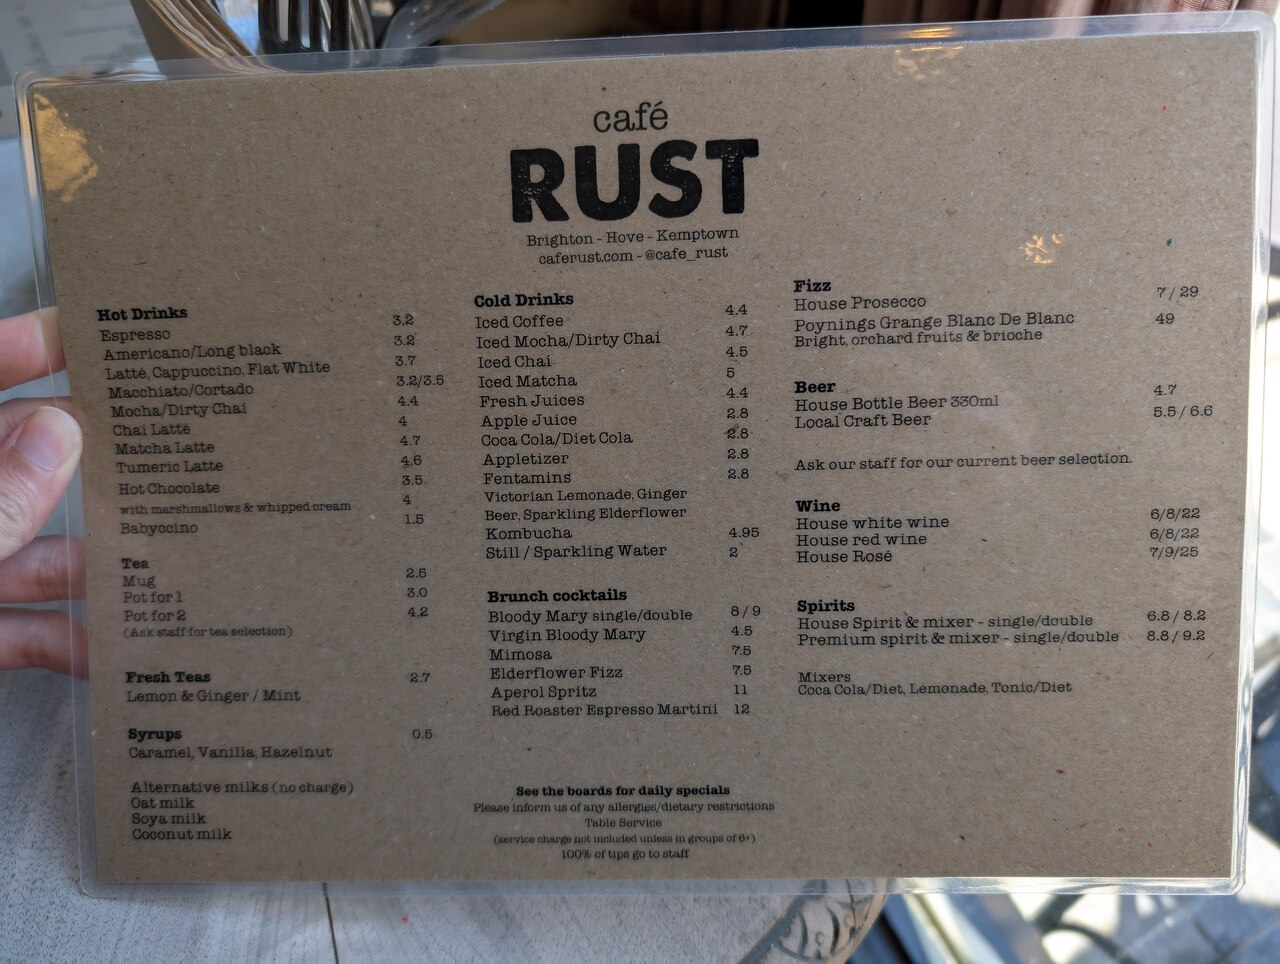 café
RUST
Brighton - Hove - Kemptown
caferust.com - @cafe_rust
Hot Drinks
Espresso 3.2
Americano/Long black 3.2
Latté, Cappuccino, Flat White 3.7
Macchiato/Cortado 3.2/3.5
Mocha/Dirty Chai 4.4
Chai Latté 4
Matcha Latte 4.7
Tumeric Latte 4.6
Hot Chocolate 3.5
with marshmallows & whipped cream 4
Babyccino 1.5
Tea
Mug 2.5
Pot for 1 3.0
Pot for 2 4.2
(Ask staff for tea selection)
Fresh Teas 2.7
Lemon & Ginger / Mint
Syrups 0.5
Caramel, Vanilla, Hazelnut
Alternative milks (no charge)
Oat milk
Soya milk
Coconut milk
Cold Drinks
Iced Coffee 4.4
Iced Mocha/Dirty Chai 4.7
Iced Chai 4.5
Iced Matcha 5
Fresh Juices 4.4
Apple Juice 2.8
Coca Cola/Diet Cola 2.8
Appletizer 2.8
Fentamins 2.8
Victorian Lemonade, Ginger
Beer, Sparkling Elderflower
Kombucha 4.95
Still / Sparkling Water 2
Brunch cocktails
Bloody Mary single/double 8 / 9
Virgin Bloody Mary 4.5
Mimosa 7.5
Elderflower Fizz 7.5
Aperol Spritz 11
Red Roaster Espresso Martini 12
See the boards for daily specials
Please inform us of any allergies/dietary restrictions
Table Service
(service charge not included unless in groups of 6+)
100% of tips go to staff
Fizz
House Prosecco 7 / 29
Poynings Grange Blanc De Blanc 49
Bright, orchard fruits & brioche
Beer
House Bottle Beer 330ml 4.7
Local Craft Beer 5.5 / 6.6
Ask our staff for our current beer selection.
Wine
House white wine 6/8/22
House red wine 6/8/22
House Rosé 7/9/25
Spirits
House Spirit & mixer - single/double 6.8 / 8.2
Premium spirit & mixer - single/double 8.8 / 9.2
Mixers
Coca Cola/Diet, Lemonade, Tonic/Diet